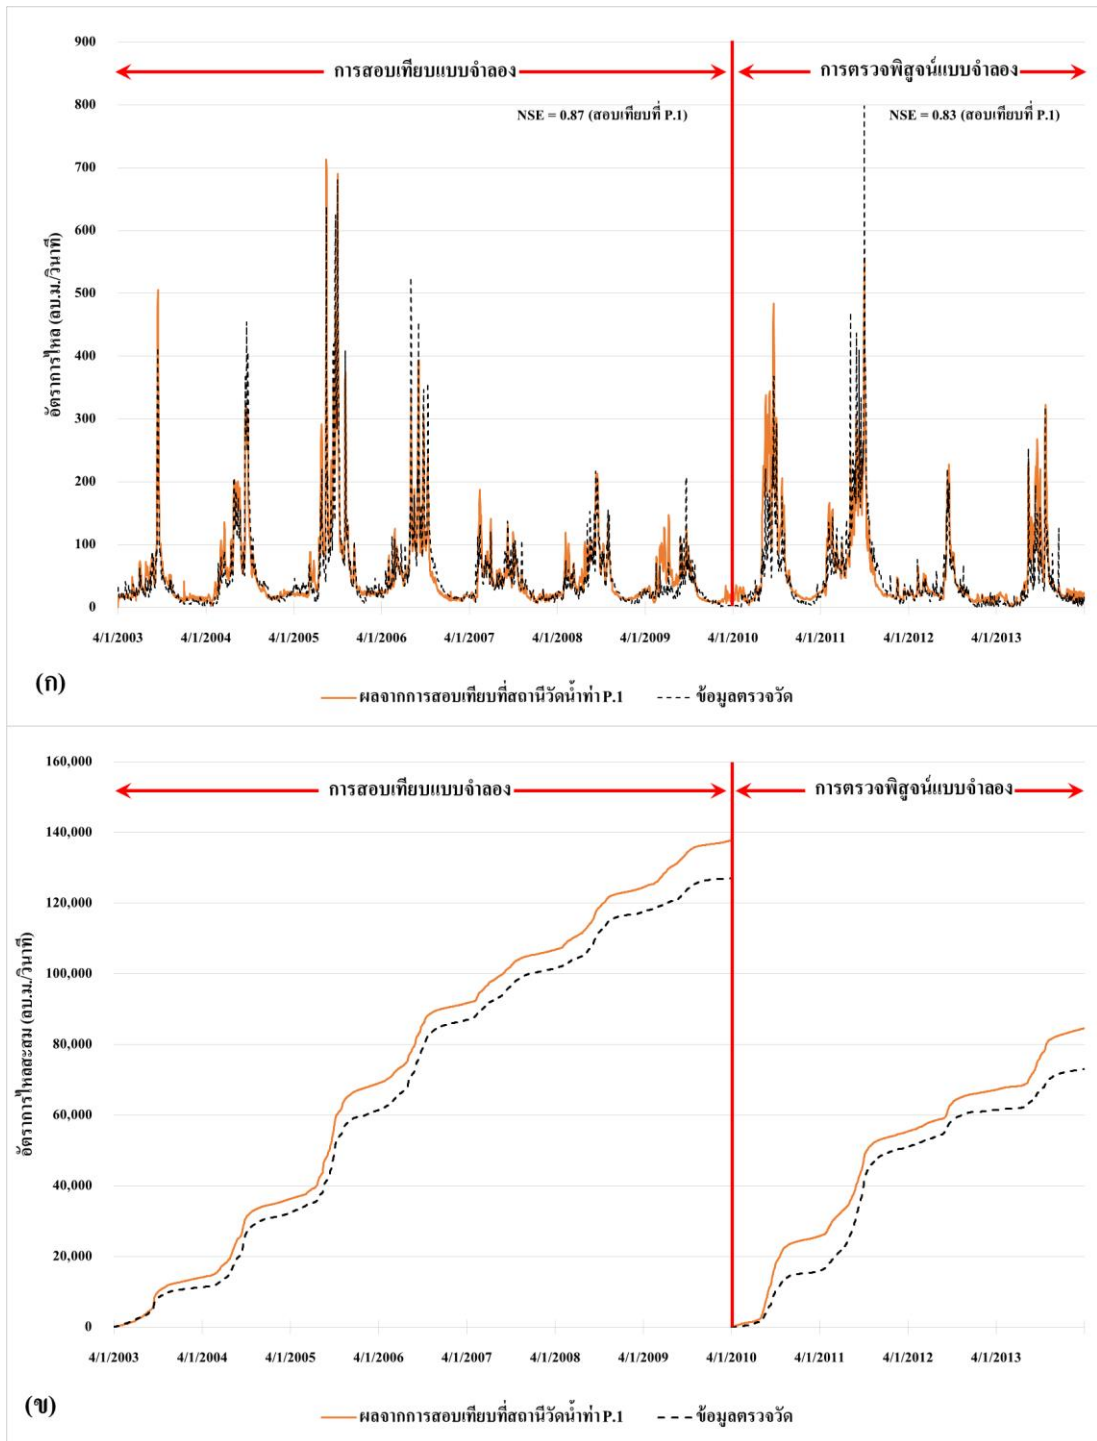 900
800
700
600
500
400
300
200
100
0
อัตราการไหล (ลบ.ม./วินาที)
การสอบเทียบแบบจำลอง
การตรวจพิสูจน์แบบจำลอง
NSE = 0.87 (สอบเทียบที่ P.1)
NSE = 0.83 (สอบเทียบที่ P.1)
4/1/2003 4/1/2004 4/1/2005 4/1/2006 4/1/2007 4/1/2008 4/1/2009 4/1/2010 4/1/2011 4/1/2012 4/1/2013
(ก)
ผลจากการสอบเทียบที่สถานีวัดน้ำท่า P.1
ข้อมูลตรวจวัด
160,000
140,000
120,000
100,000
80,000
60,000
40,000
20,000
0
อัตราการไหลสะสม (ลบ.ม./วินาที)
การสอบเทียบแบบจำลอง
การตรวจพิสูจน์แบบจำลอง
4/1/2003 4/1/2004 4/1/2005 4/1/2006 4/1/2007 4/1/2008 4/1/2009 4/1/2010 4/1/2011 4/1/2012 4/1/2013
(ข)
ผลจากการสอบเทียบที่สถานีวัดน้ำท่า P.1
ข้อมูลตรวจวัด